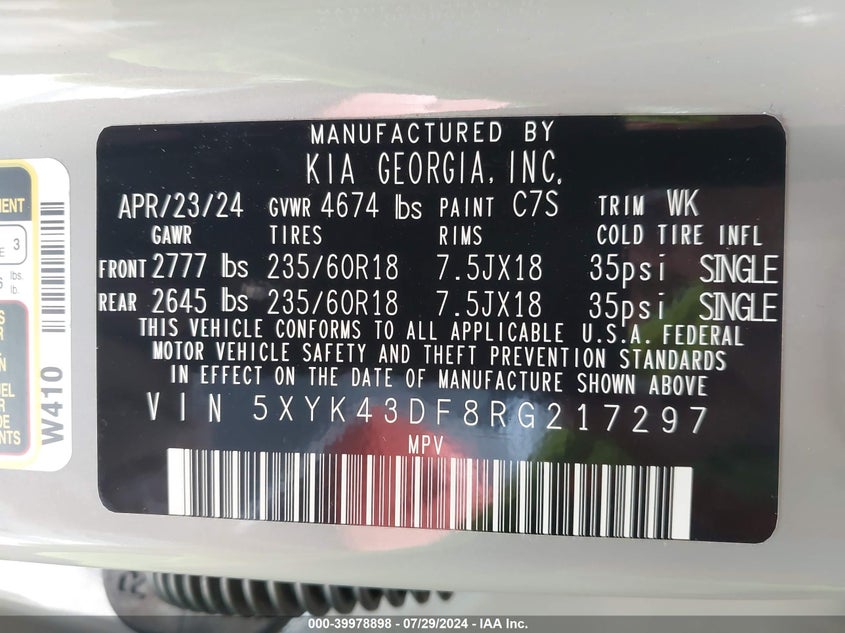 MANUFACTURED BY
KIA GEORGIA, INC.
APR/23/24 GVWR 4674 lbs PAINT C7S TRIM WK
GAWR TIRES RIMS COLD TIRE INFL
FRONT 2777 lbs 235/60R18 7.5JX18 35psi SINGLE
REAR 2645 lbs 235/60R18 7.5JX18 35psi SINGLE
THIS VEHICLE CONFORMS TO ALL APPLICABLE U.S.A. FEDERAL
MOTOR VEHICLE SAFETY AND THEFT PREVENTION STANDARDS
IN EFFECT ON THE DATE OF MANUFACTURE SHOWN ABOVE
VIN 5XYK43DF8RG217297
MPV
W410
3
lbs.
lb.
000-39978898 - 07/29/2024 - IAA Inc.